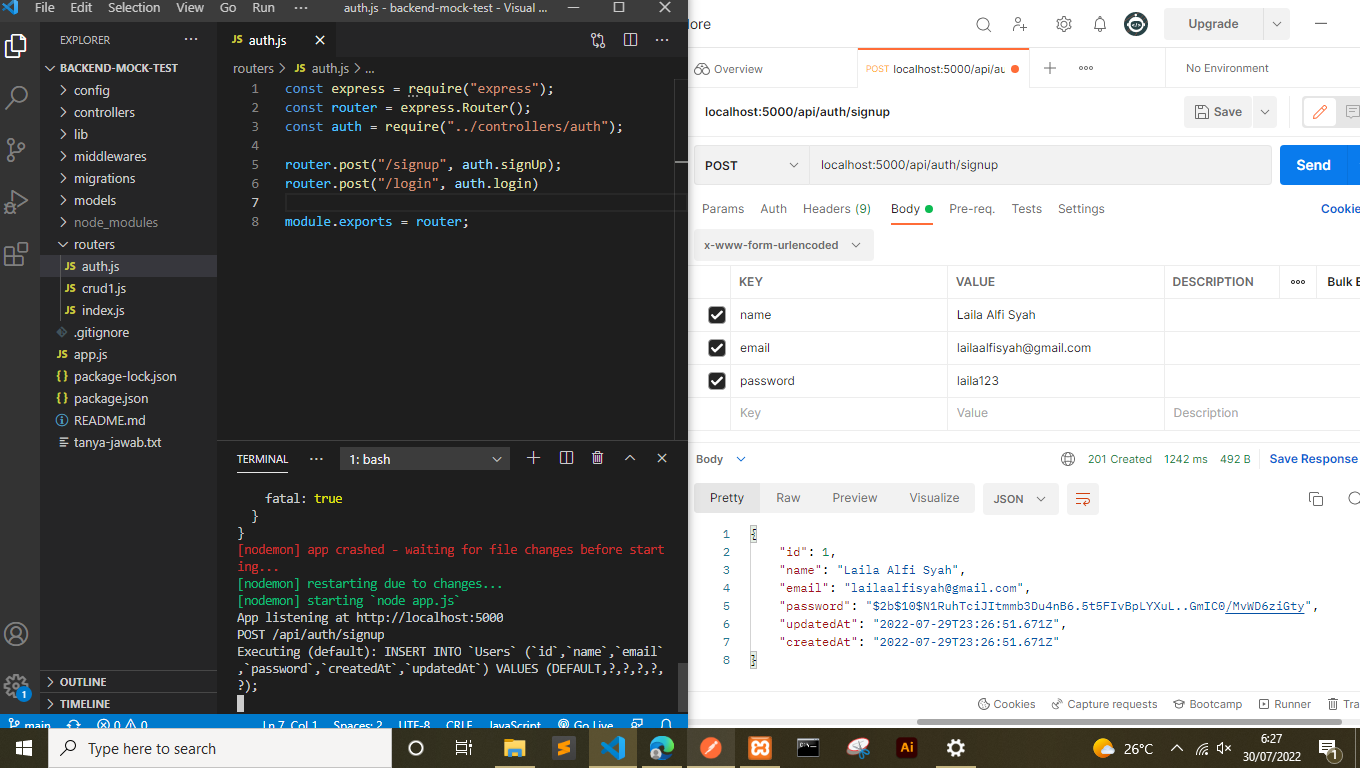 File Edit Selection View Go Run ··· auth.js - backend-mock-test - Visual ...
EXPLORER ···
BACKEND-MOCK-TEST
config
controllers
lib
middlewares
migrations
models
node_modules
routers
JS auth.js
JS crud1.js
JS index.js
.gitignore
JS app.js
{} package-lock.json
{} package.json
README.md
tanya-jawab.txt
OUTLINE
TIMELINE
JS auth.js
routers > JS auth.js > ...
1 const express = require("express");
2 const router = express.Router();
3 const auth = require("../controllers/auth");
4
5 router.post("/signup", auth.signUp);
6 router.post("/login", auth.login)
7
8 module.exports = router;
TERMINAL ··· 1: bash
fatal: true
}
}
[nodemon] app crashed - waiting for file changes before start
ing...
[nodemon] restarting due to changes...
[nodemon] starting `node app.js`
App listening at http://localhost:5000
POST /api/auth/signup
Executing (default): INSERT INTO `Users` (`id`,`name`,`email`
,`password`,`createdAt`,`updatedAt`) VALUES (DEFAULT,?,?,?,?,
?);
1
main 0 0 Ln 7, Col 1 Spaces: 2 UTF-8 CRLF JavaScript Go Live
lore Upgrade
Overview POST localhost:5000/api/au No Environment
localhost:5000/api/auth/signup Save
POST localhost:5000/api/auth/signup Send
Params Auth Headers (9) Body Pre-req. Tests Settings Cookie
x-www-form-urlencoded
KEY VALUE DESCRIPTION Bulk E
name Laila Alfi Syah
email lailaalfisyah@gmail.com
password laila123
Key Value Description
Body 201 Created 1242 ms 492 B Save Response
Pretty Raw Preview Visualize JSON
1 {
2 "id": 1,
3 "name": "Laila Alfi Syah",
4 "email": "lailaalfisyah@gmail.com",
5 "password": "$2b$10$N1RuhTciJItmmb3Du4nB6.5t5FIvBpLYXuL..GmIC0/MvWD6ziGty",
6 "updatedAt": "2022-07-29T23:26:51.671Z",
7 "createdAt": "2022-07-29T23:26:51.671Z"
8 }
Cookies Capture requests Bootcamp Runner Tra
Type here to search
Ai
26°C
6:27
30/07/2022
1